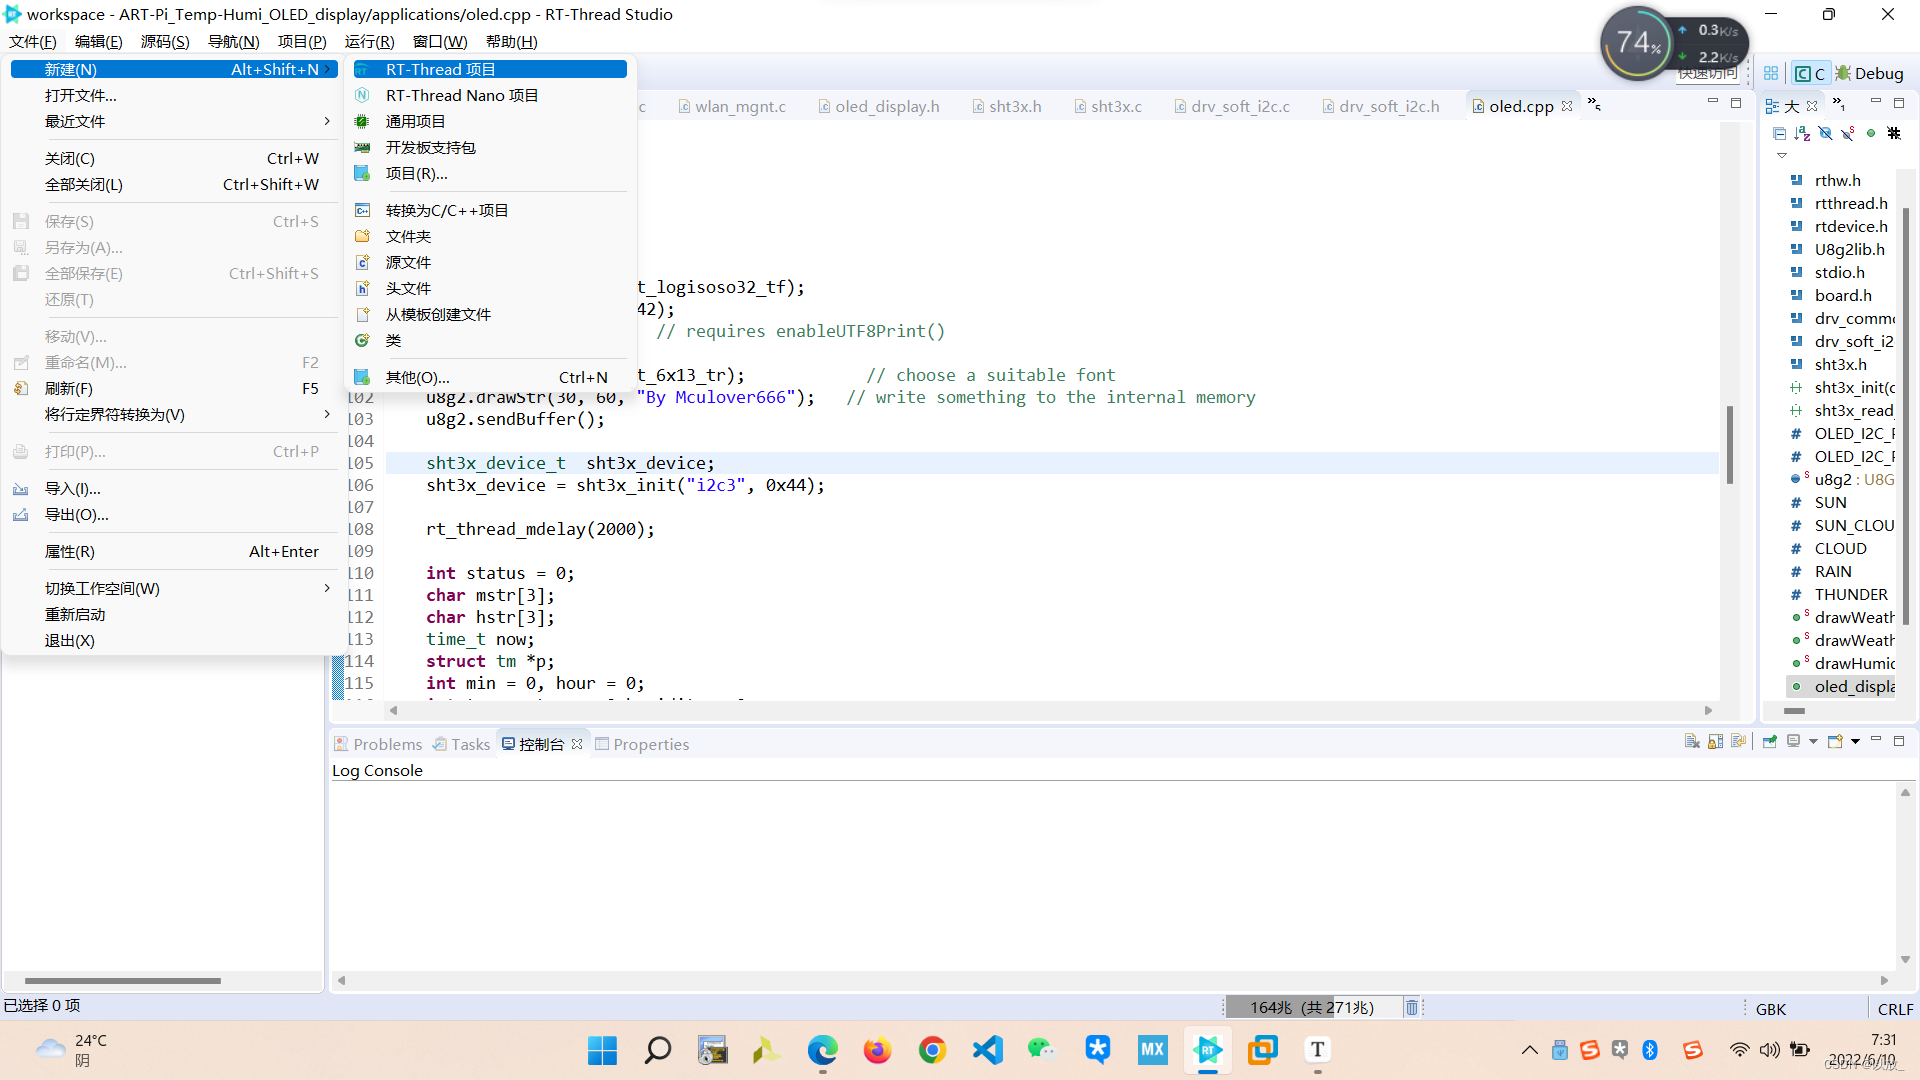 workspace - ART-Pi_Temp-Humi_OLED_display/applications/oled.cpp - RT-Thread Studio
文件(F) 编辑(E) 源码(S) 导航(N) 项目(P) 运行(R) 窗口(W) 帮助(H)
74%
0.3K/s
2.2K/s
快速访问
C
Debug
新建(N) Alt+Shift+N
打开文件...
最近文件
关闭(C) Ctrl+W
全部关闭(L) Ctrl+Shift+W
保存(S) Ctrl+S
另存为(A)...
全部保存(E) Ctrl+Shift+S
还原(T)
移动(V)...
重命名(M)... F2
刷新(F) F5
将行定界符转换为(V)
打印(P)... Ctrl+P
导入(I)...
导出(O)...
属性(R) Alt+Enter
切换工作空间(W)
重新启动
退出(X)
RT-Thread 项目
RT-Thread Nano 项目
通用项目
开发板支持包
项目(R)...
转换为C/C++项目
文件夹
源文件
头文件
从模板创建文件
类
其他(O)... Ctrl+N
c wlan_mgnt.c oled_display.h sht3x.h sht3x.c drv_soft_i2c.c drv_soft_i2c.h oled.cpp »5
t_logisoso32_tf);
42);
// requires enableUTF8Print()
t_6x13_tr); // choose a suitable font
102 u8g2.drawStr(30, 60, "By Mculover666"); // write something to the internal memory
103 u8g2.sendBuffer();
104
105 sht3x_device_t sht3x_device;
106 sht3x_device = sht3x_init("i2c3", 0x44);
107
108 rt_thread_mdelay(2000);
109
110 int status = 0;
111 char mstr[3];
112 char hstr[3];
113 time_t now;
114 struct tm *p;
115 int min = 0, hour = 0;
大 »1
rthw.h
rtthread.h
rtdevice.h
U8g2lib.h
stdio.h
board.h
drv_commo
drv_soft_i2
sht3x.h
sht3x_init(c
sht3x_read_
OLED_I2C_P
OLED_I2C_P
u8g2 : U8G
SUN
SUN_CLOU
CLOUD
RAIN
THUNDER
drawWeath
drawWeath
drawHumid
oled_displa
Problems Tasks 控制台 Properties
Log Console
已选择 0 项
164兆 (共 271兆)
GBK
CRLF
24°C
阴
MX
RT
T
7:31
2022/6/10